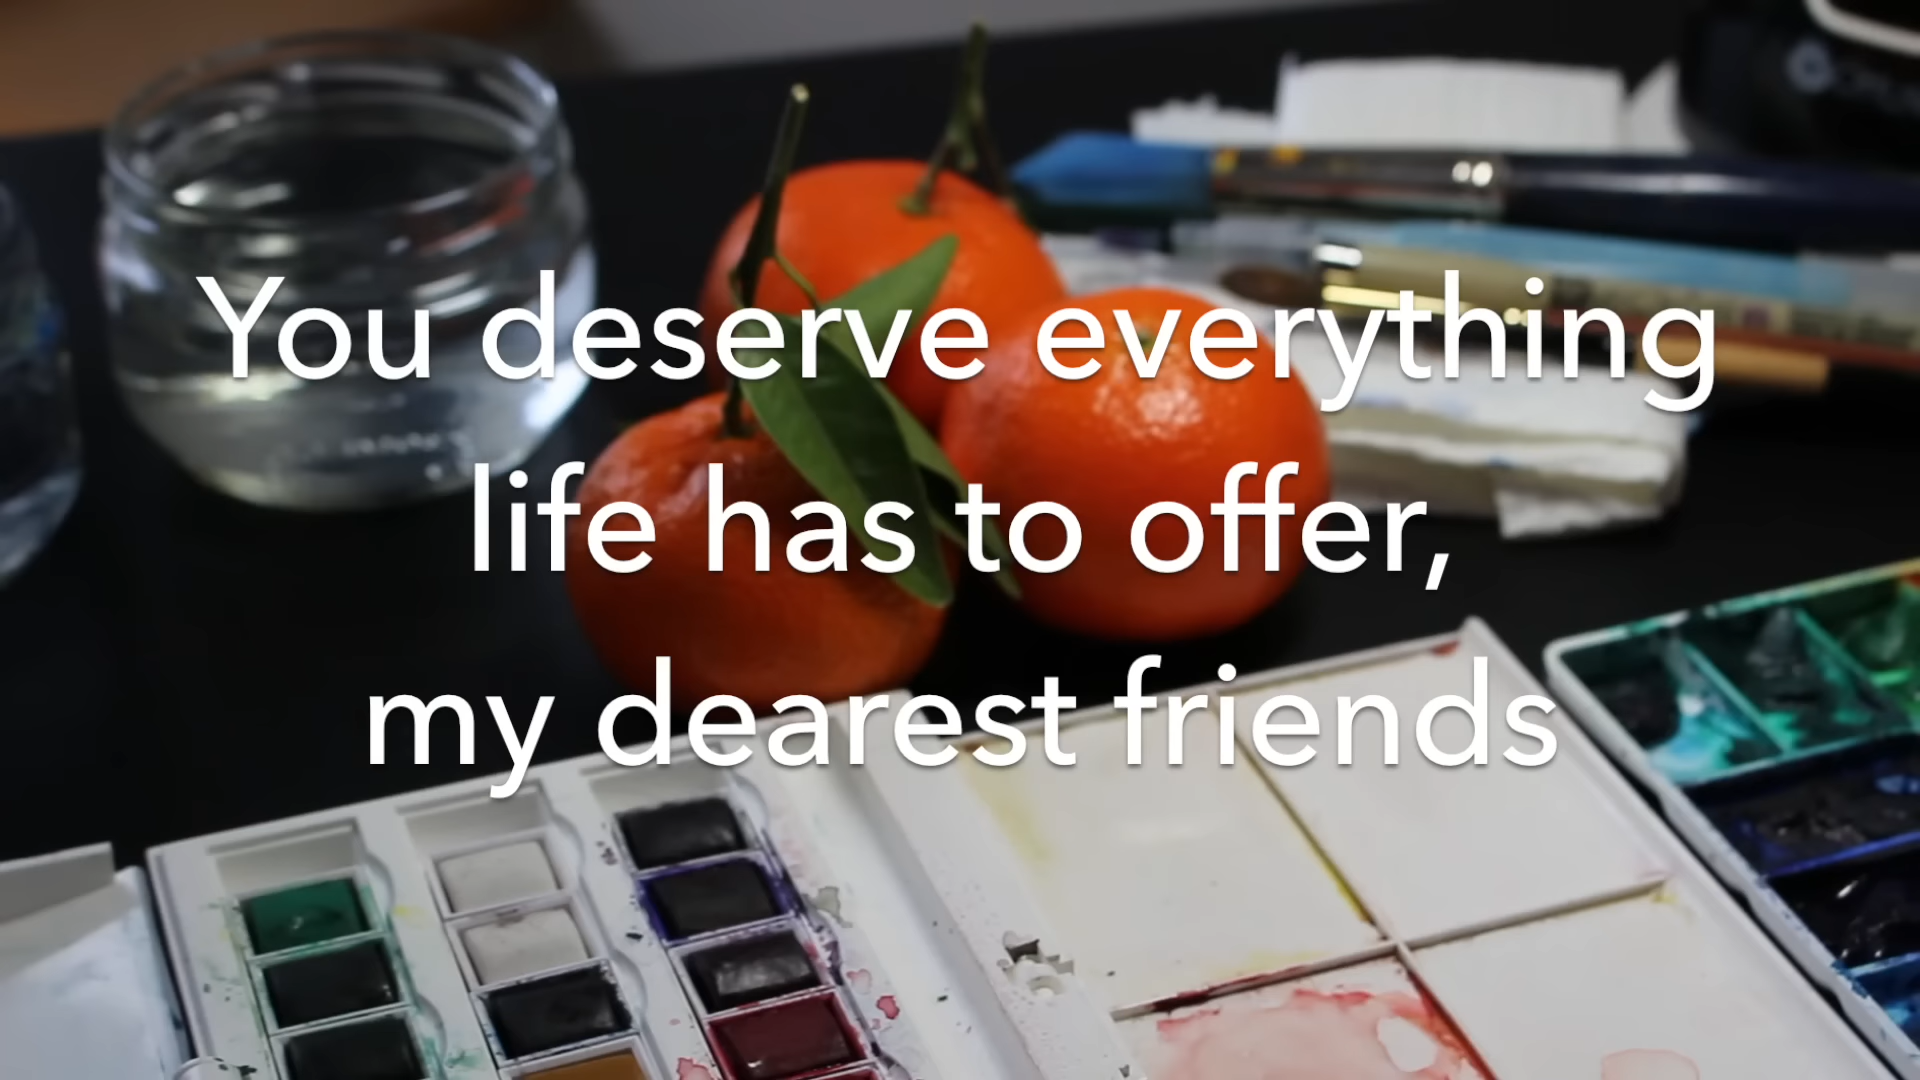 You deserve everything
life has to offer,
my dearest friends